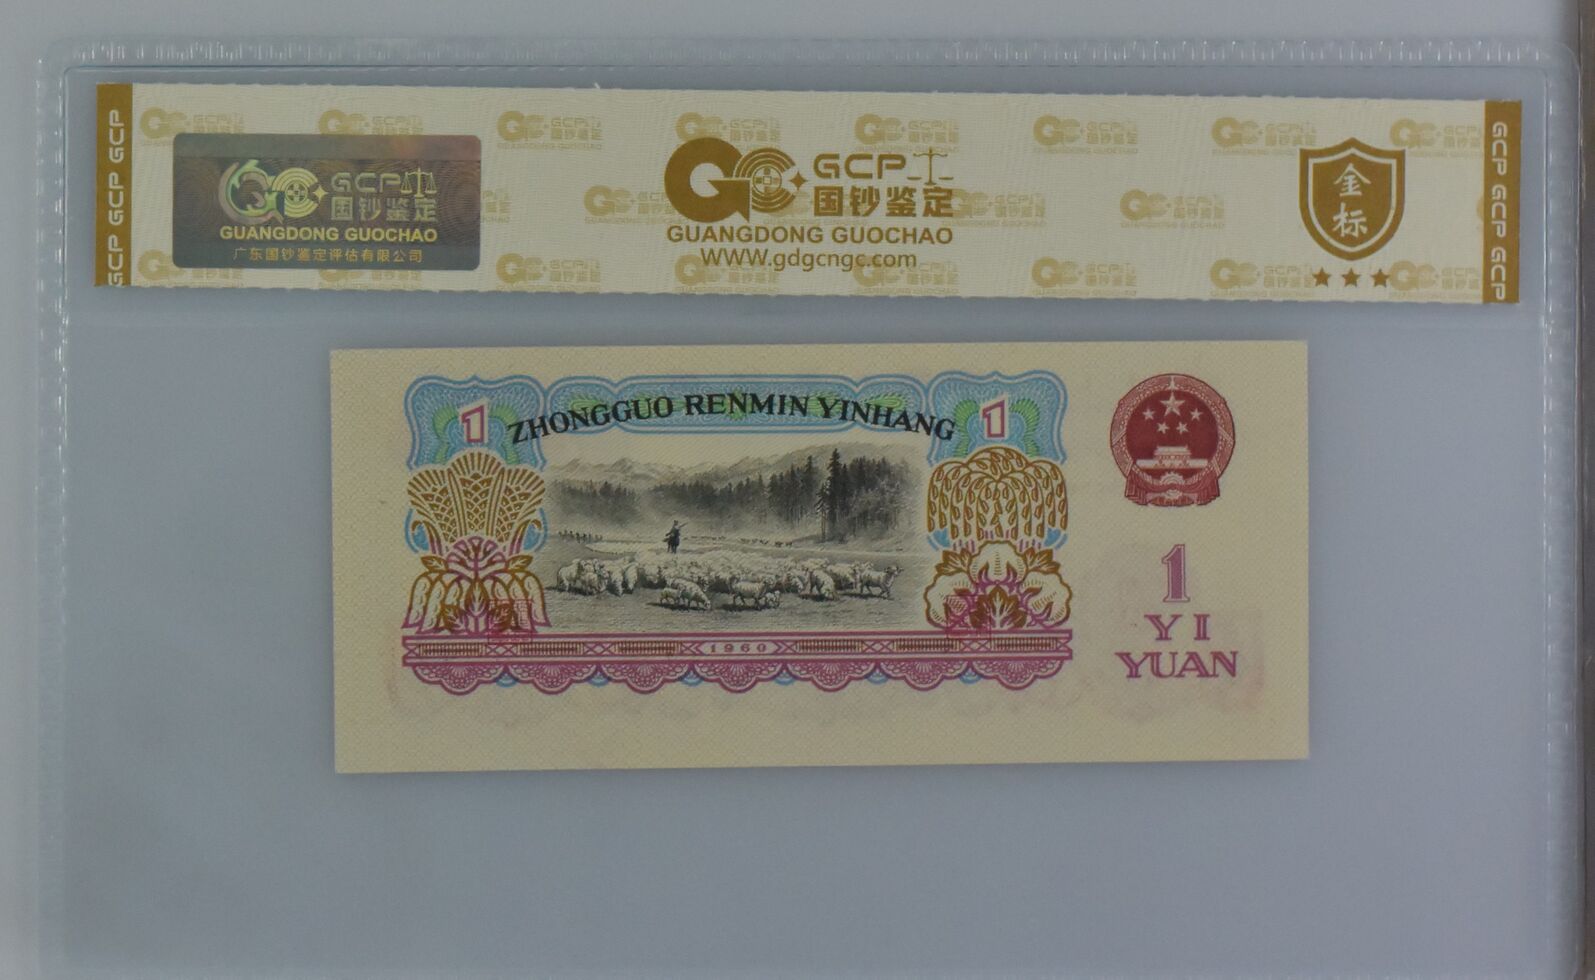 GCP GCP GCP
GCP
国钞鉴定
GUANGDONG GUOCHAO
广东国钞鉴定评估有限公司
GCP
国钞鉴定
GUANGDONG GUOCHAO
WWW.gdgcngc.com
金
标
GCP GCP GCP
ZHONGGUO RENMIN YINHANG
1
1
1960
1
YI
YUAN